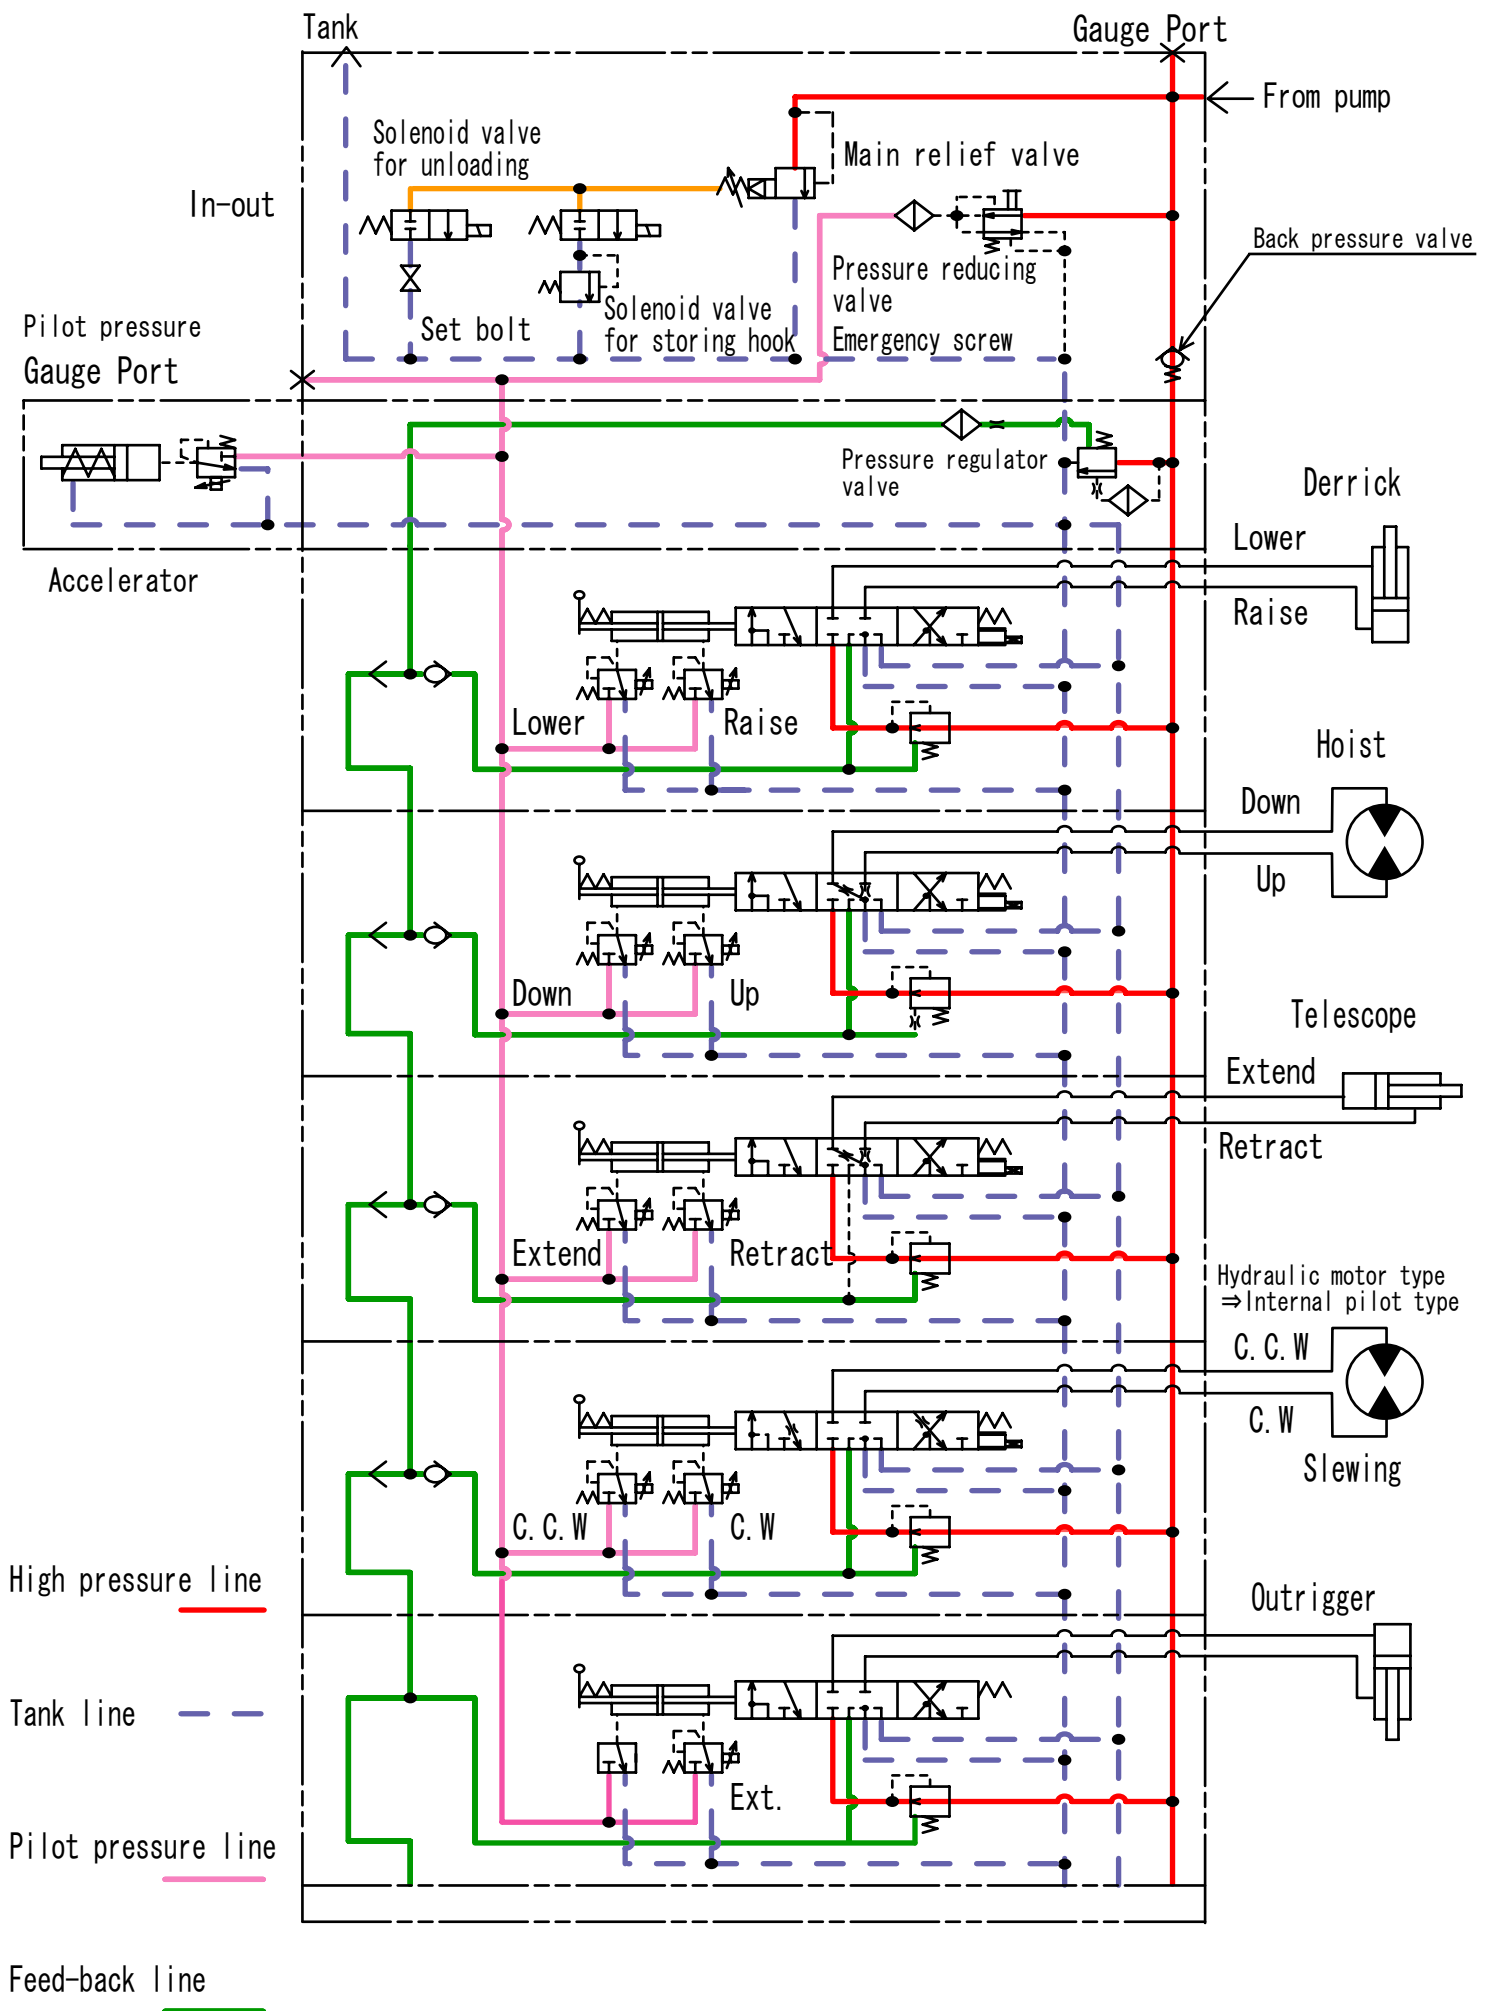 Tank
Gauge Port
From pump
Solenoid valve
for unloading
Main relief valve
In-out
Back pressure valve
Pressure reducing
valve
Solenoid valve
for storing hook
Set bolt
Emergency screw
Pilot pressure
Gauge Port
Pressure regulator
valve
Derrick
Lower
Accelerator
Raise
Lower
Raise
Hoist
Down
Up
Down
Up
Telescope
Extend
Retract
Extend
Retract
Hydraulic motor type
⇒Internal pilot type
C.C.W
C.W
Slewing
C.C.W
C.W
High pressure line
Outrigger
Tank line
Ext.
Pilot pressure line
Feed-back line